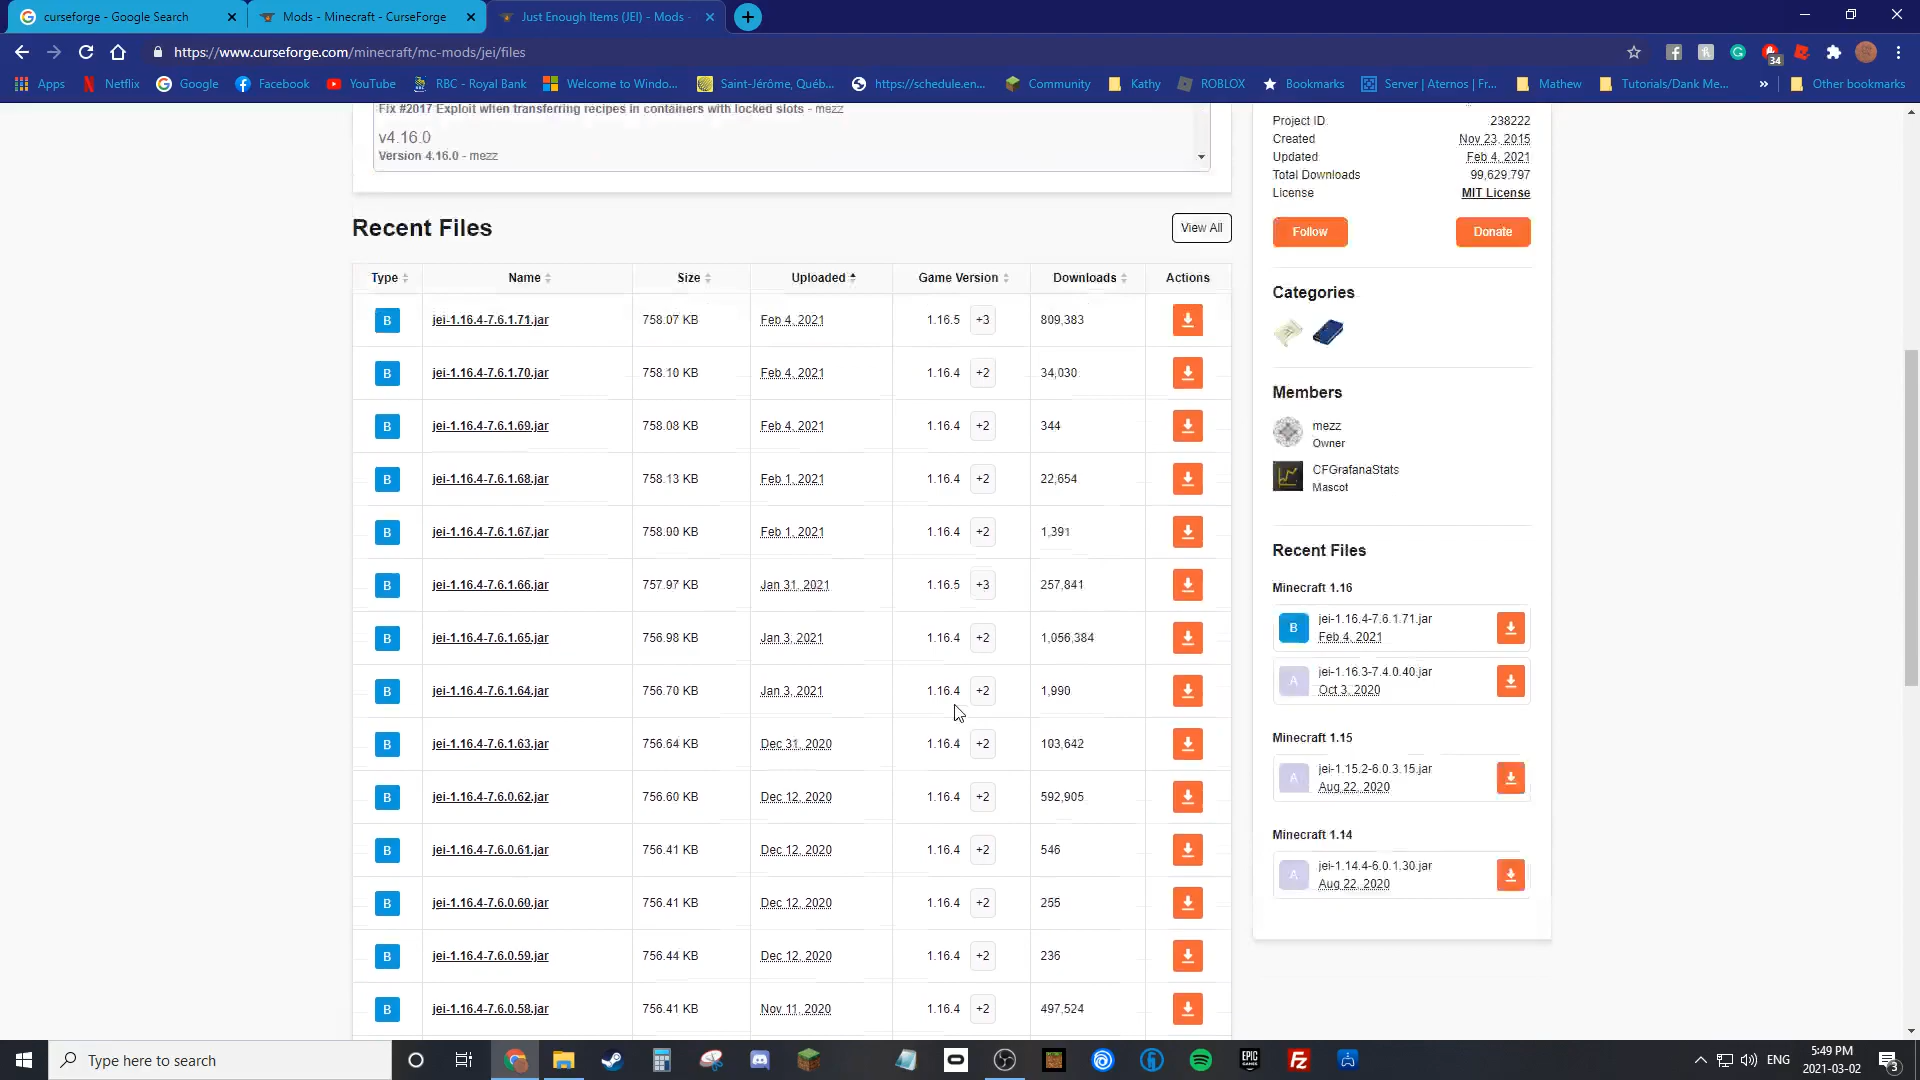 curseforge - Google Search
Mods - Minecraft - CurseForge
Just Enough Items (JEI) - Mods -
https://www.curseforge.com/minecraft/mc-mods/jei/files
34
Apps
Netflix
Google
Facebook
YouTube
RBC - Royal Bank
Welcome to Windo...
Saint-Jérôme, Québ...
https://schedule.en...
Community
Kathy
ROBLOX
Bookmarks
Server | Aternos | Fr...
Mathew
Tutorials/Dank Me...
»
Other bookmarks
Fix #2017 Exploit when transferring recipes in containers with locked slots - mezz
v4.16.0
Version 4.16.0 - mezz
Recent Files
View All
Type Name Size Uploaded Game Version Downloads Actions
B jei-1.16.4-7.6.1.71.jar 758.07 KB Feb 4, 2021 1.16.5 +3 809,383
B jei-1.16.4-7.6.1.70.jar 758.10 KB Feb 4, 2021 1.16.4 +2 34,030
B jei-1.16.4-7.6.1.69.jar 758.08 KB Feb 4, 2021 1.16.4 +2 344
B jei-1.16.4-7.6.1.68.jar 758.13 KB Feb 1, 2021 1.16.4 +2 22,654
B jei-1.16.4-7.6.1.67.jar 758.00 KB Feb 1, 2021 1.16.4 +2 1,391
B jei-1.16.4-7.6.1.66.jar 757.97 KB Jan 31, 2021 1.16.5 +3 257,841
B jei-1.16.4-7.6.1.65.jar 756.98 KB Jan 3, 2021 1.16.4 +2 1,056,384
B jei-1.16.4-7.6.1.64.jar 756.70 KB Jan 3, 2021 1.16.4 +2 1,990
B jei-1.16.4-7.6.1.63.jar 756.64 KB Dec 31, 2020 1.16.4 +2 103,642
B jei-1.16.4-7.6.0.62.jar 756.60 KB Dec 12, 2020 1.16.4 +2 592,905
B jei-1.16.4-7.6.0.61.jar 756.41 KB Dec 12, 2020 1.16.4 +2 546
B jei-1.16.4-7.6.0.60.jar 756.41 KB Dec 12, 2020 1.16.4 +2 255
B jei-1.16.4-7.6.0.59.jar 756.44 KB Dec 12, 2020 1.16.4 +2 236
B jei-1.16.4-7.6.0.58.jar 756.41 KB Nov 11, 2020 1.16.4 +2 497,524
Project ID 238222
Created Nov 23, 2015
Updated Feb 4, 2021
Total Downloads 99,629,797
License MIT License
Follow
Donate
Categories
Members
mezz
Owner
CFGrafanaStats
Mascot
Recent Files
Minecraft 1.16
B jei-1.16.4-7.6.1.71.jar
Feb 4, 2021
A jei-1.16.3-7.4.0.40.jar
Oct 3, 2020
Minecraft 1.15
A jei-1.15.2-6.0.3.15.jar
Aug 22, 2020
Minecraft 1.14
A jei-1.14.4-6.0.1.30.jar
Aug 22, 2020
Type here to search
EPIC
GAMES
ENG
5:49 PM
2021-03-02
3